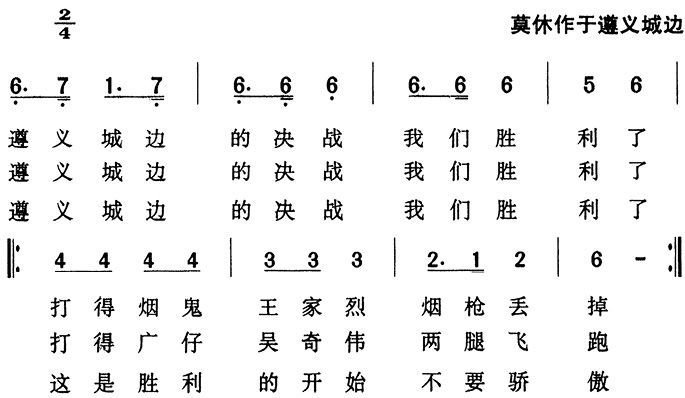 2/4
莫休作于遵义城边
6. 7 1. 7 | 6. 6 6 | 6. 6 6 | 5 6
遵义城边 的决战 我们胜 利了
遵义城边 的决战 我们胜 利了
遵义城边 的决战 我们胜 利了
‖: 4 4 4 4 | 3 3 3 | 2. 1 2 | 6 - :‖
打得烟鬼 王家烈 烟枪丢 掉
打得广仔 吴奇伟 两腿飞 跑
这是胜利 的开始 不要骄 傲